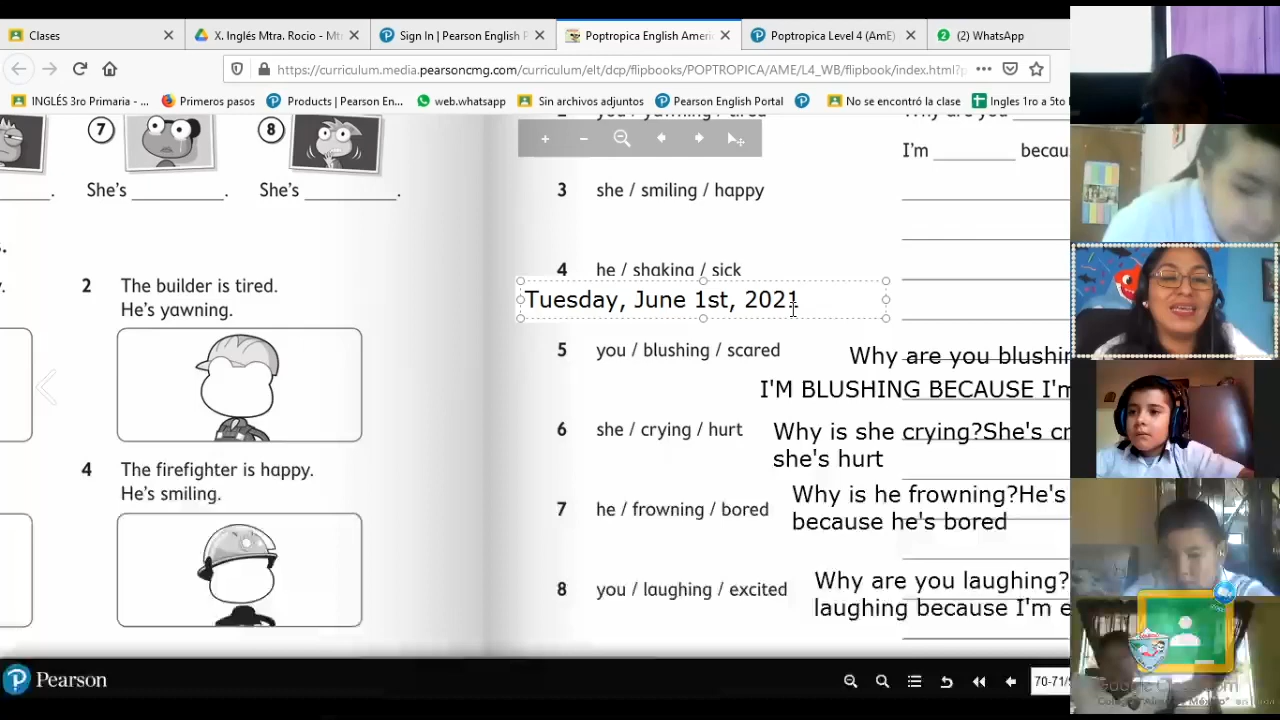 Clases
X. Inglés Mtra. Rocio - Mt
Sign In | Pearson English P
Poptropica English Ameri
Poptropica Level 4 (AmE)
(2) WhatsApp
https://curriculum.media.pearsoncmg.com/curriculum/elt/dcp/flipbooks/POPTROPICA/AME/L4_WB/flipbook/index.html?p
INGLÉS 3ro Primaria - ...
Primeros pasos
Products | Pearson En...
web.whatsapp
Sin archivos adjuntos
Pearson English Portal
No se encontró la clase
Ingles 1ro a 5to
7
8
She's
She's
I'm becau
Why are you
3 she / smiling / happy
4 he / shaking / sick
Tuesday, June 1st, 2021
5 you / blushing / scared
Why are you blushin
I'M BLUSHING BECAUSE I'm
6 she / crying / hurt
Why is she crying?She's cr
she's hurt
7 he / frowning / bored
Why is he frowning?He's
because he's bored
8 you / laughing / excited
Why are you laughing?
laughing because I'm e
2 The builder is tired.
He's yawning.
4 The firefighter is happy.
He's smiling.
Pearson
70-71/
Google Classroom